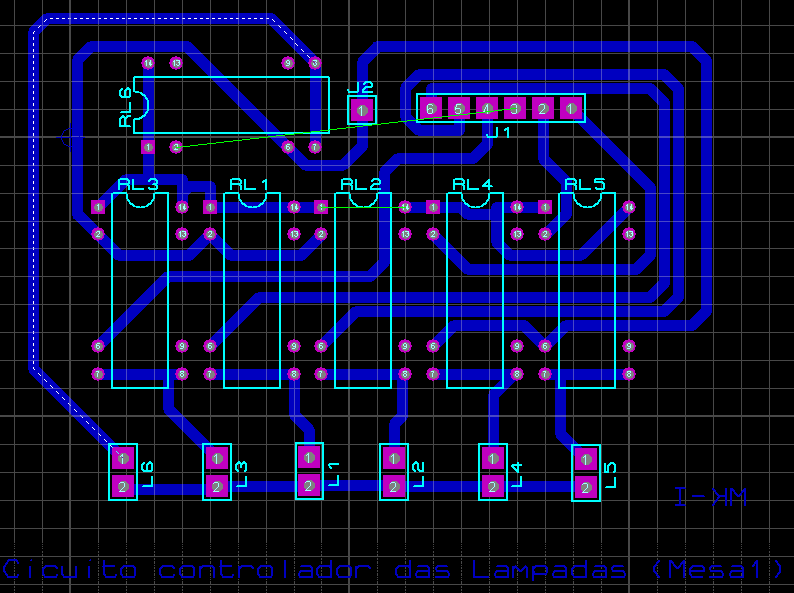 14 13 9 8
J2
RL6
1
6 5 4 3 2 1
J1
1 2 6 7
RL3 RL1 RL2 RL4 RL5
1 14 1 14 1 14 1 14 1 14
2 13 2 13 2 13 2 13 2 13
6 9 6 9 6 9 6 9 6 9
7 8 7 8 7 8 7 8 7 8
1 1 1 1 1 1
L6 L3 L1 L2 L4 L5
2 2 2 2 2 2
I-KM
Cicuito controlador das Lampadas (Mesa1)